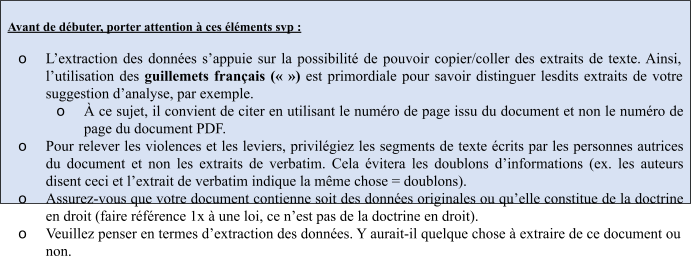 Avant de débuter, porter attention à ces éléments svp :
o L’extraction des données s’appuie sur la possibilité de pouvoir copier/coller des extraits de texte. Ainsi,
l’utilisation des guillemets français (« ») est primordiale pour savoir distinguer lesdits extraits de votre
suggestion d’analyse, par exemple.
o À ce sujet, il convient de citer en utilisant le numéro de page issu du document et non le numéro de
page du document PDF.
o Pour relever les violences et les leviers, privilégiez les segments de texte écrits par les personnes autrices
du document et non les extraits de verbatim. Cela évitera les doublons d’informations (ex. les auteurs
disent ceci et l’extrait de verbatim indique la même chose = doublons).
o Assurez-vous que votre document contienne soit des données originales ou qu’elle constitue de la doctrine
en droit (faire référence 1x à une loi, ce n’est pas de la doctrine en droit).
o Veuillez penser en termes d’extraction des données. Y aurait-il quelque chose à extraire de ce document ou
non.